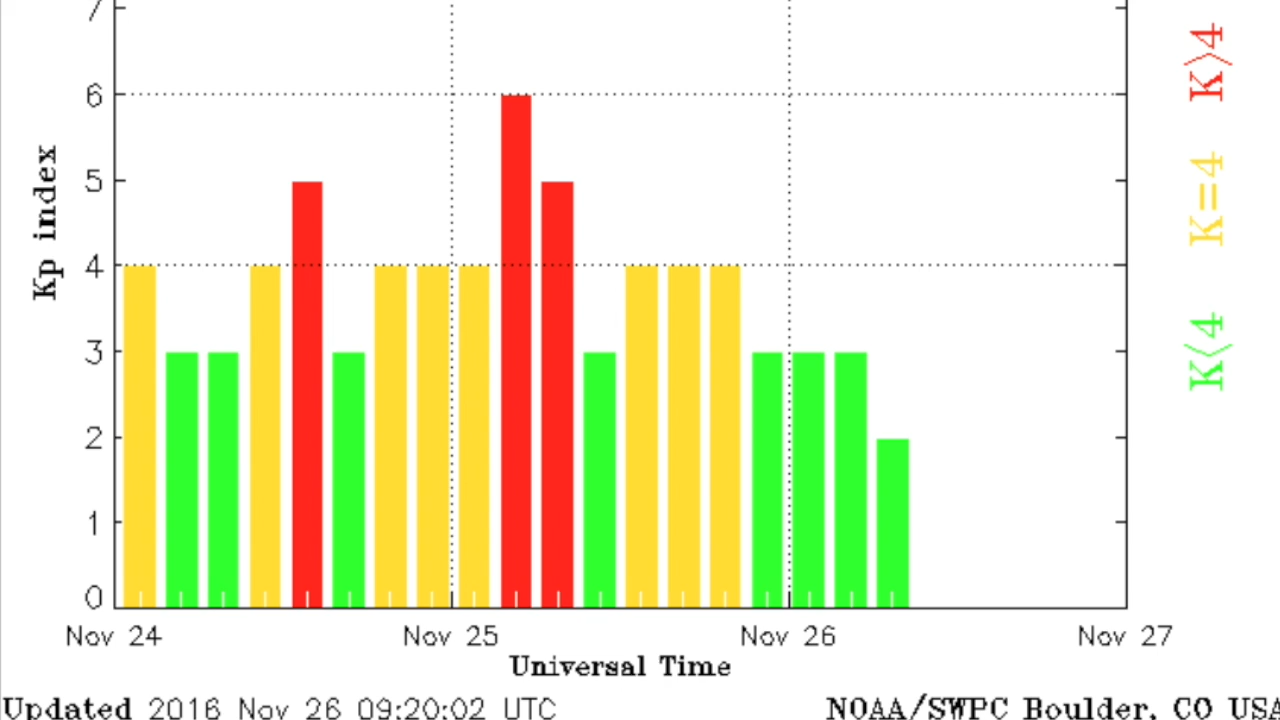 7
6
5
4
3
2
1
0
Kp index
Nov 24 Nov 25 Nov 26 Nov 27
Universal Time
K>4
K=4
K<4
Updated 2016 Nov 26 09:20:02 UTC
NOAA/SWPC Boulder, CO USA